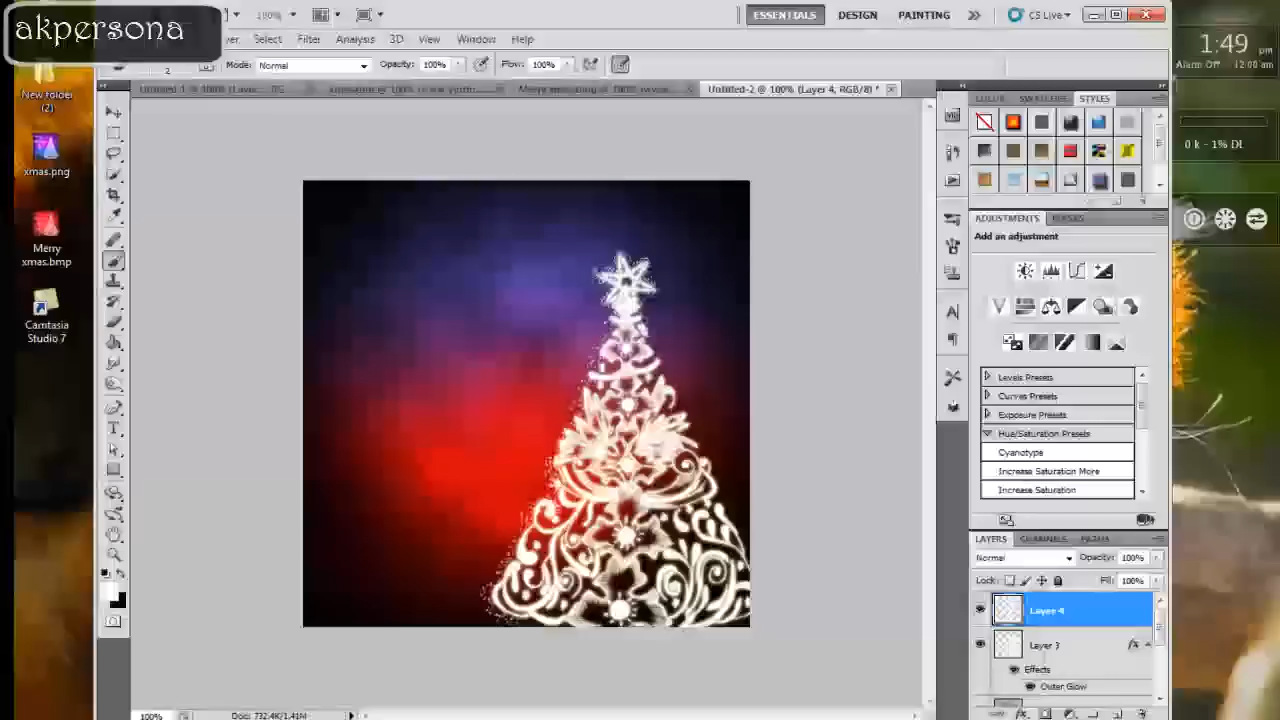 akpersona
100%
ESSENTIALS
DESIGN
PAINTING
CS Live
1:49 pm
Alarm Off 12:00 am
Select
Filter
Analysis
3D
View
Window
Help
2
Mode: Normal
Opacity: 100%
Flow: 100%
Untitled-2 @ 100% (Layer 4, RGB/8) *
New folder
(2)
xmas.png
Merry
xmas.bmp
Camtasia
Studio 7
COLOR
SWATCHES
STYLES
0 k - 1% DL
ADJUSTMENTS
MASKS
Add an adjustment
Levels Presets
Curves Presets
Exposure Presets
Hue/Saturation Presets
Cyanotype
Increase Saturation More
Increase Saturation
LAYERS
CHANNELS
PATHS
Normal
Opacity: 100%
Lock:
Fill: 100%
Layer 4
Layer 3
fx
Effects
Outer Glow
100%
Doc: 732.4K/1.41M